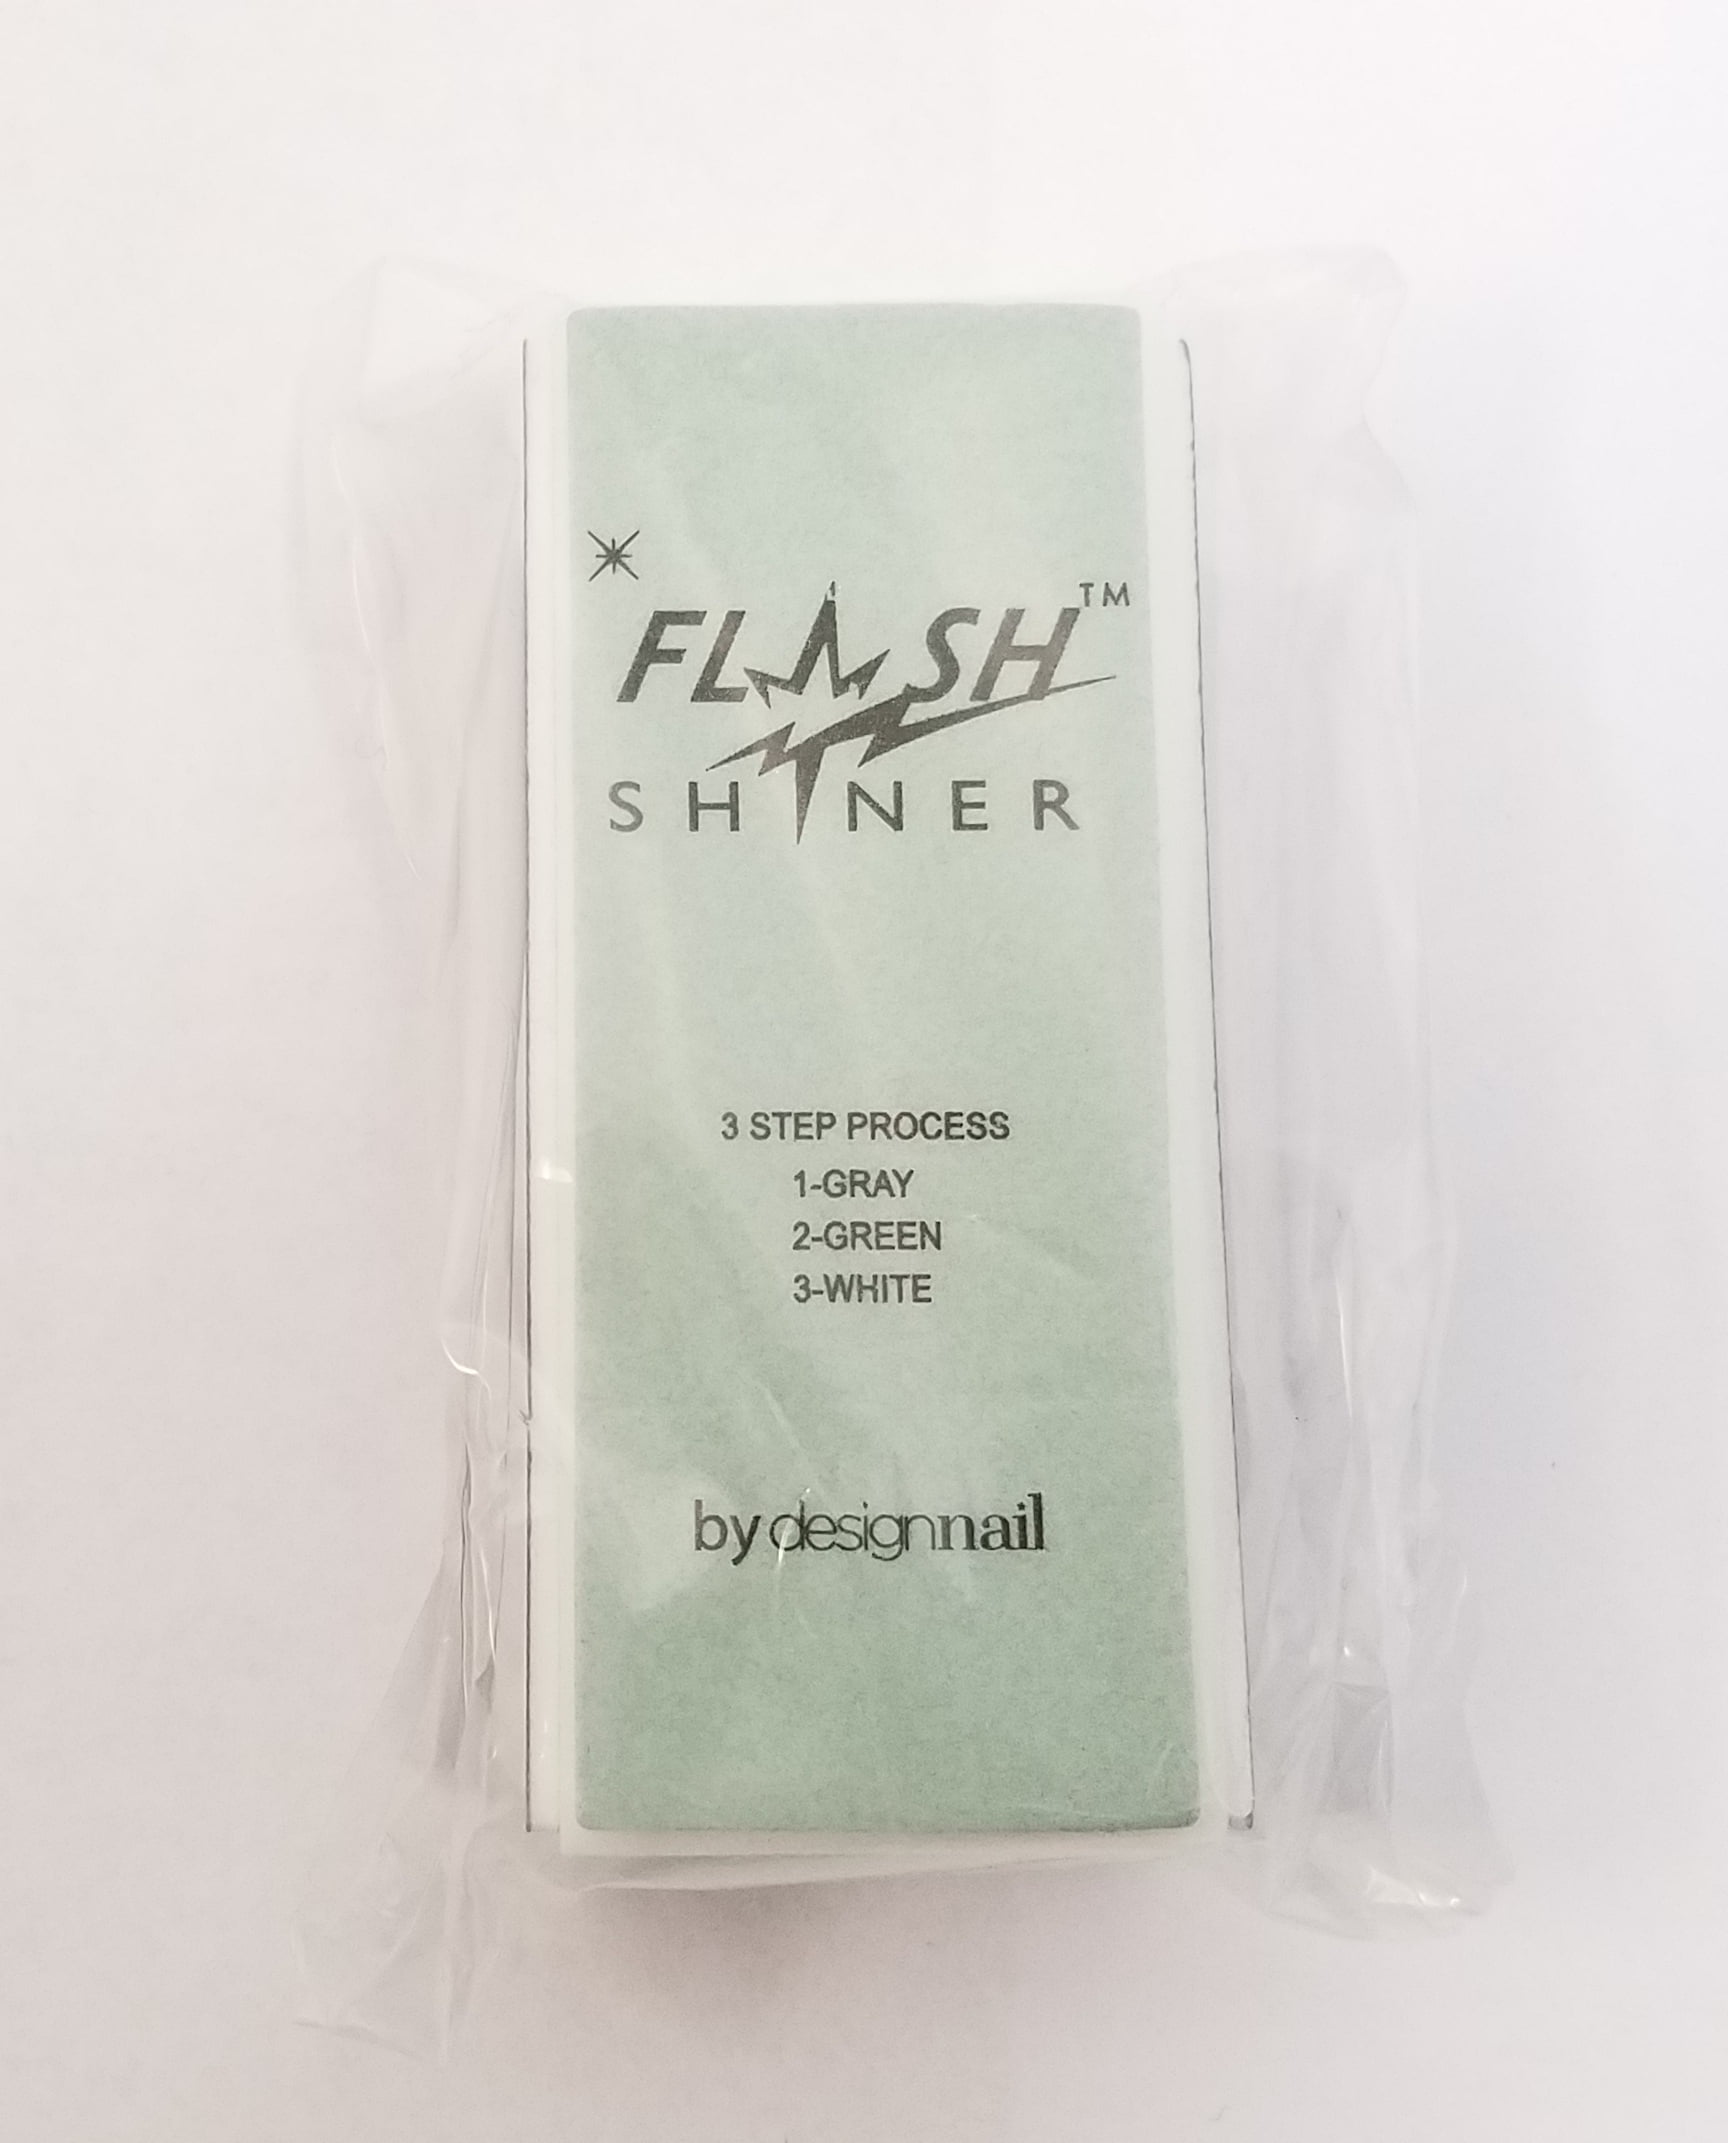 FLASH™
SHINER
3 STEP PROCESS
1-GRAY
2-GREEN
3-WHITE
by designnail